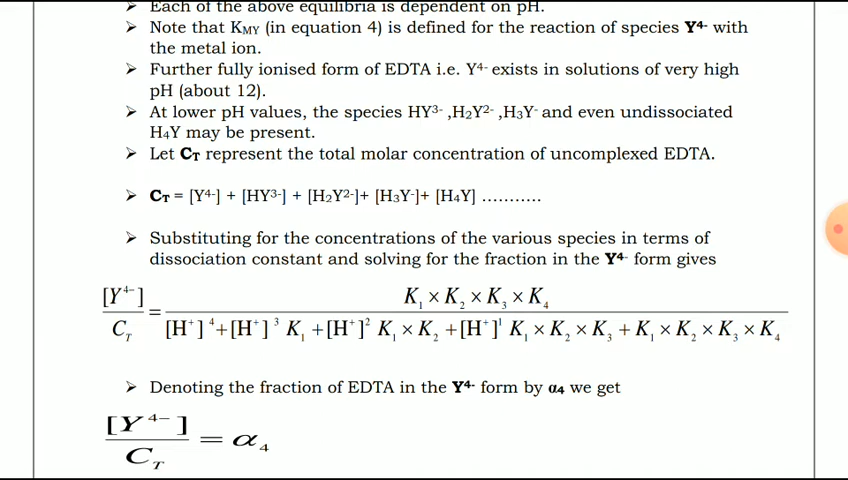 ➢ Each of the above equilibria is dependent on pH.
➢ Note that K_MY (in equation 4) is defined for the reaction of species Y⁴⁻ with
the metal ion.
➢ Further fully ionised form of EDTA i.e. Y⁴⁻ exists in solutions of very high
pH (about 12).
➢ At lower pH values, the species HY³⁻ ,H₂Y²⁻ ,H₃Y⁻ and even undissociated
H₄Y may be present.
➢ Let C_T represent the total molar concentration of uncomplexed EDTA.
➢ C_T = [Y⁴⁻] + [HY³⁻] + [H₂Y²⁻]+ [H₃Y⁻]+ [H₄Y] ………..
➢ Substituting for the concentrations of the various species in terms of
dissociation constant and solving for the fraction in the Y⁴⁻ form gives
[Y⁴⁻] / C_T = K₁ × K₂ × K₃ × K₄ / [H⁺]⁴+[H⁺]³ K₁ +[H⁺]² K₁ × K₂ +[H⁺]¹ K₁ × K₂ × K₃ + K₁ × K₂ × K₃ × K₄
➢ Denoting the fraction of EDTA in the Y⁴⁻ form by α₄ we get
[Y⁴⁻] / C_T = α₄